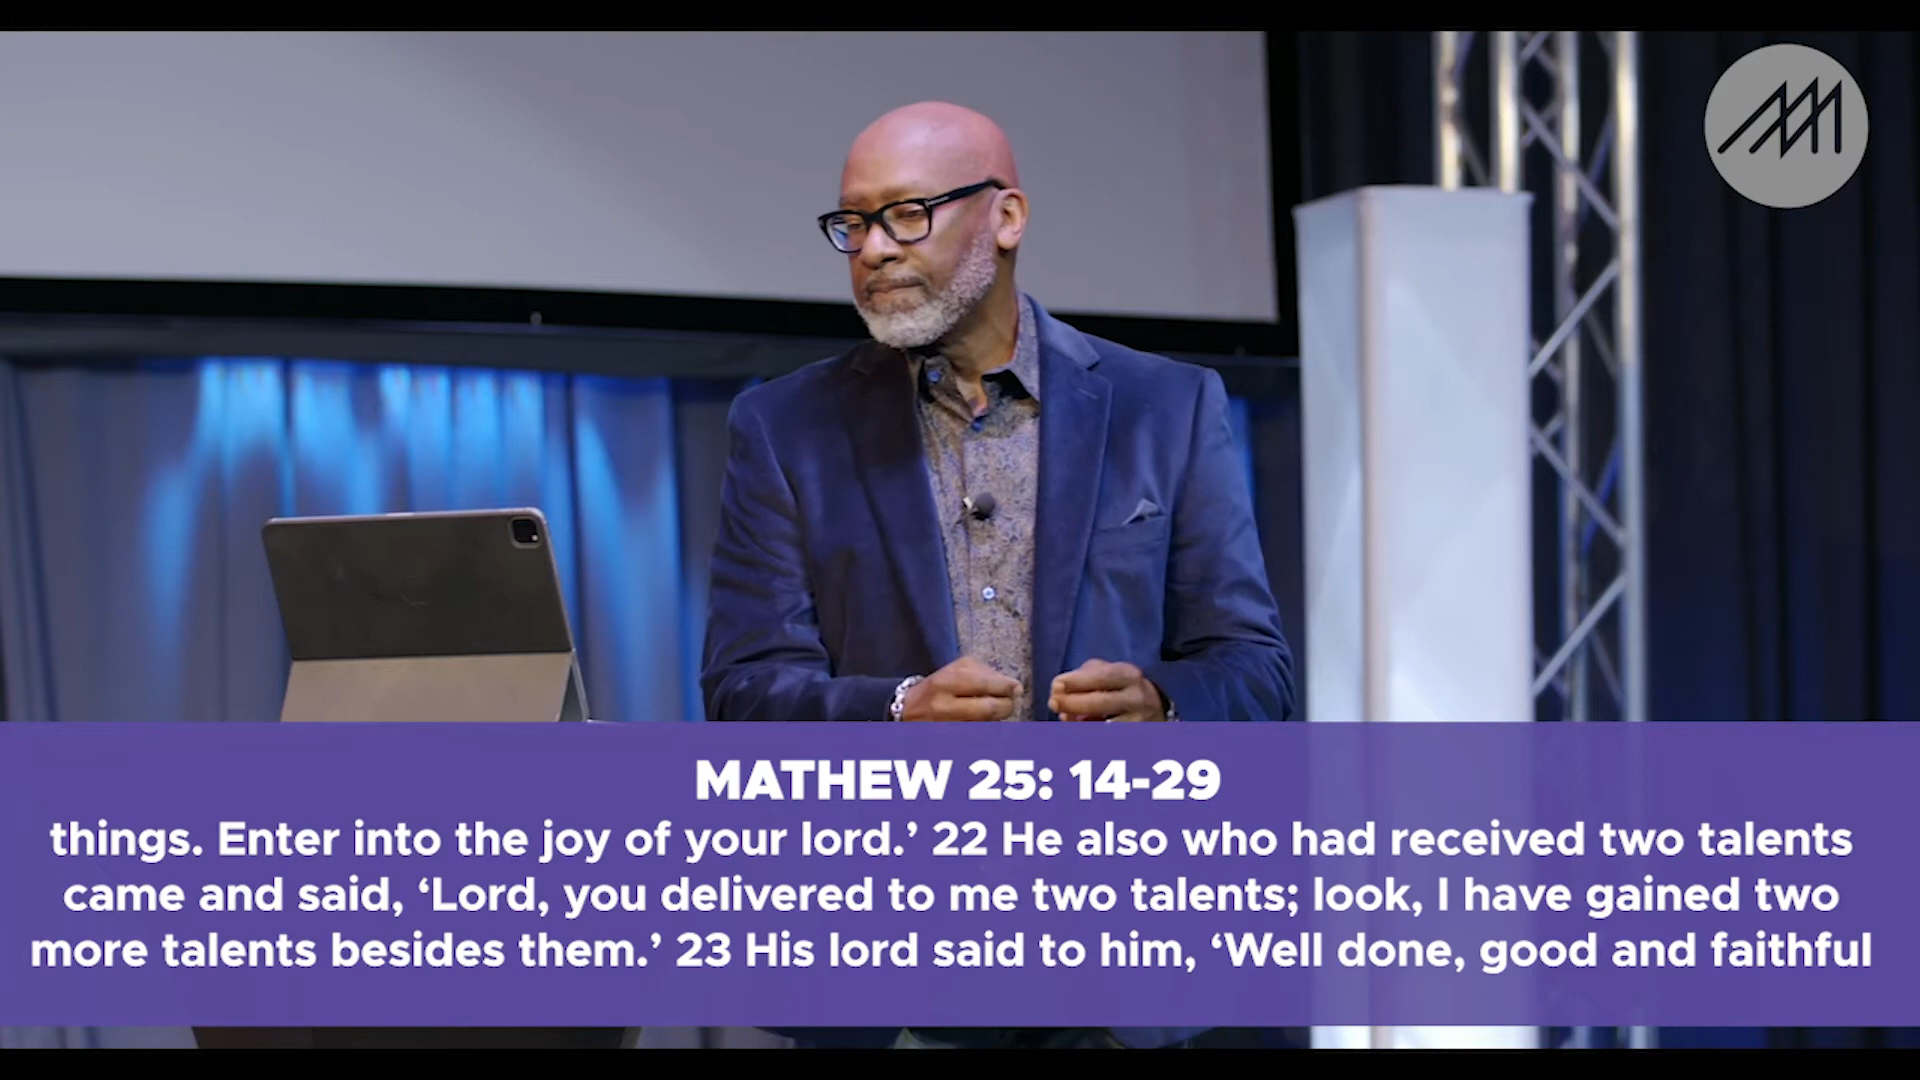 MATHEW 25: 14-29
things. Enter into the joy of your lord.’ 22 He also who had received two talents
came and said, ‘Lord, you delivered to me two talents; look, I have gained two
more talents besides them.’ 23 His lord said to him, ‘Well done, good and faithful